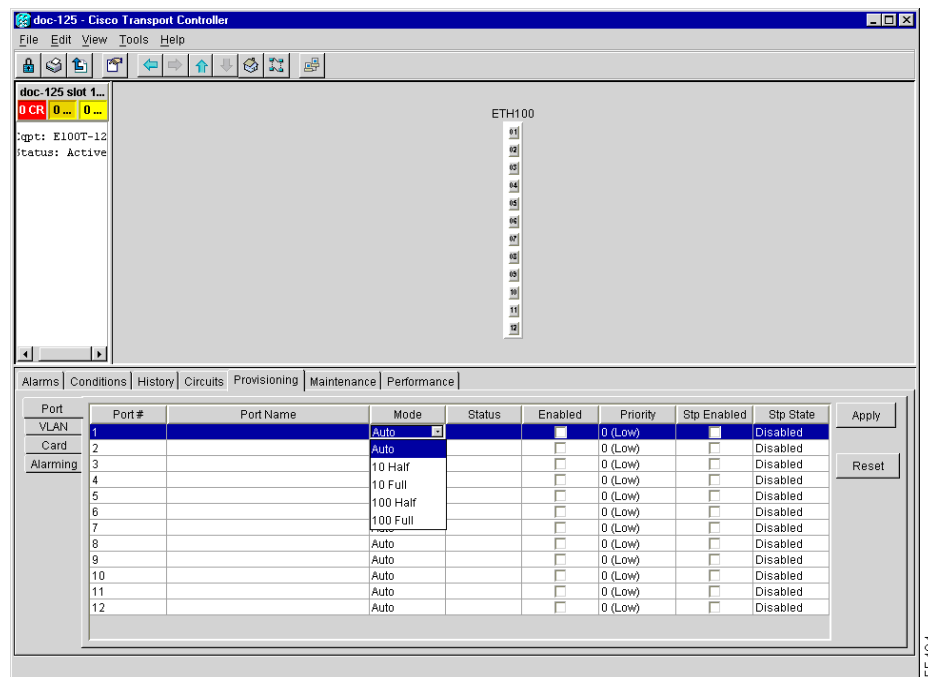 doc-125 - Cisco Transport Controller
File Edit View Tools Help
doc-125 slot 1...
0 CR 0 ... 0 ...
Eqpt: E100T-12
Status: Active
ETH100
01
02
03
04
05
06
07
08
09
10
11
12
Alarms Conditions History Circuits Provisioning Maintenance Performance
Port
VLAN
Card
Alarming
Port # Port Name Mode Status Enabled Priority Stp Enabled Stp State
1 Auto 0 (Low) Disabled
2 Auto 0 (Low) Disabled
3 10 Half 0 (Low) Disabled
4 10 Full 0 (Low) Disabled
5 0 (Low) Disabled
6 100 Half 0 (Low) Disabled
7 100 Full 0 (Low) Disabled
8 Auto 0 (Low) Disabled
9 Auto 0 (Low) Disabled
10 Auto 0 (Low) Disabled
11 Auto 0 (Low) Disabled
12 Auto 0 (Low) Disabled
Apply
Reset